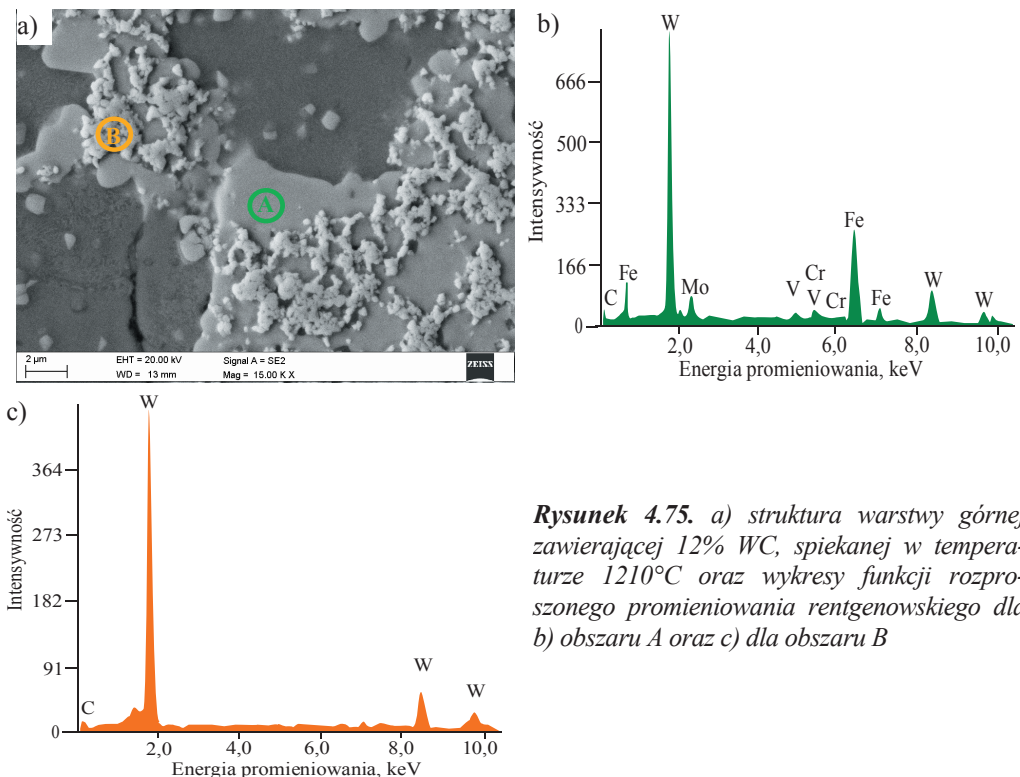 a)
B
A
2 µm
EHT = 20.00 kV
WD = 13 mm
Signal A = SE2
Mag = 15.00 K X
ZEISS
b)
Intensywność
666
500
333
166
0
W
C
Fe
Mo
V
Cr
V
Cr
Fe
Fe
W
W
2,0
4,0
6,0
8,0
10,0
Energia promieniowania, keV
c)
Intensywność
364
273
182
91
0
W
C
W
W
2,0
4,0
6,0
8,0
10,0
Energia promieniowania, keV
Rysunek 4.75. a) struktura warstwy górnej
zawierającej 12% WC, spiekanej w tempera-
turze 1210°C oraz wykresy funkcji rozpro-
szonego promieniowania rentgenowskiego dla
b) obszaru A oraz c) dla obszaru B